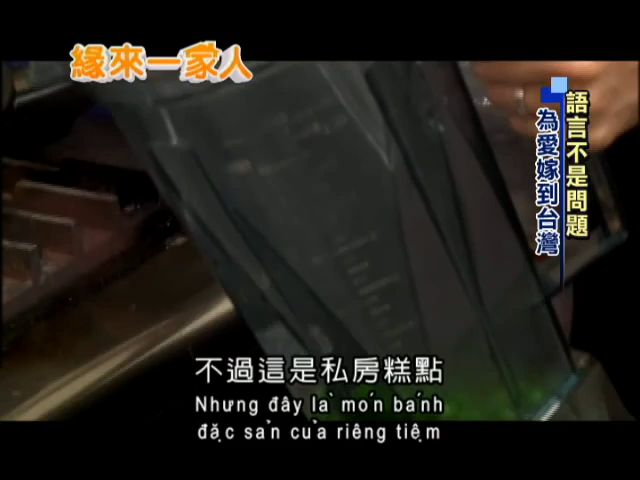 緣來一家人
語言不是問題
為愛嫁到台灣
不過這是私房糕點
Nhưng đây là món bánh
đặc sản của riêng tiệm